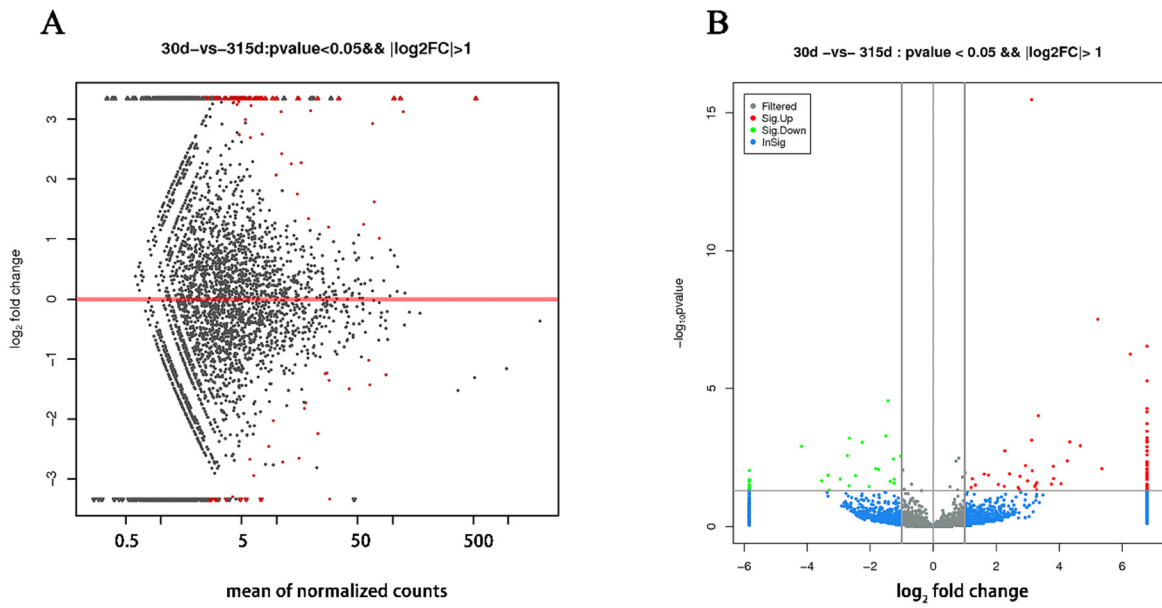 A
30d-vs-315d:pvalue<0.05&& |log2FC|>1
log2 fold change
3
2
1
0
-1
-2
-3
0.5
5
50
500
mean of normalized counts
B
30d -vs- 315d : pvalue < 0.05 && |log2FC|> 1
Filtered
Sig.Up
Sig.Down
InSig
-log10pvalue
15
10
5
0
-6
-4
-2
0
2
4
6
log2 fold change